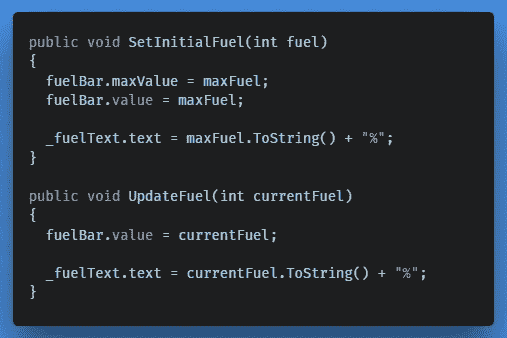 public void SetInitialFuel(int fuel)
{
  fuelBar.maxValue = maxFuel;
  fuelBar.value = maxFuel;

  _fuelText.text = maxFuel.ToString() + "%";
}

public void UpdateFuel(int currentFuel)
{
  fuelBar.value = currentFuel;

  _fuelText.text = currentFuel.ToString() + "%";
}